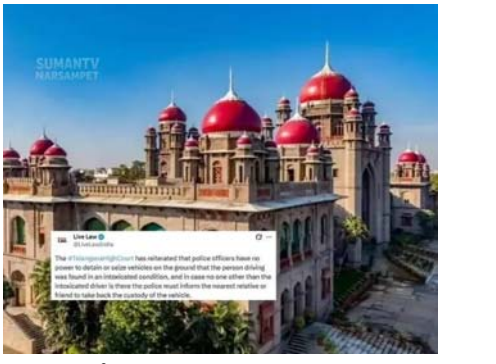 SUMANTV
NARSAMPET
Live Law
@LiveLawIndia
The #TelanganaHighCourt has reiterated that police officers have no
power to detain or seize vehicles on the ground that the person driving
was found in an intoxicated condition, and in case no one other than the
intoxicated driver is there the police must inform the nearest relative or
friend to take back the custody of the vehicle.